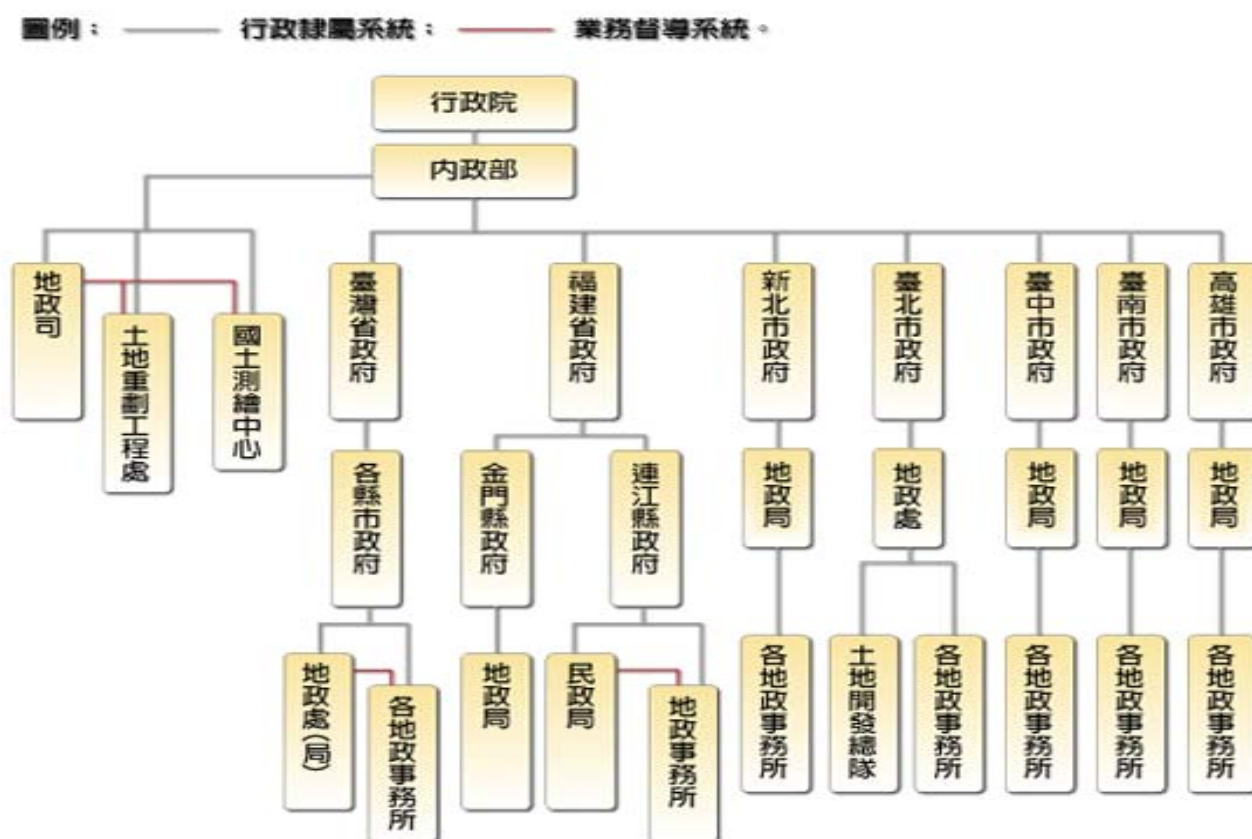 圖例： 行政隸屬系統； 業務督導系統。
行政院
內政部
地政司
土地重劃工程處
國土測繪中心
臺灣省政府
福建省政府
新北市政府
臺北市政府
臺中市政府
臺南市政府
高雄市政府
各縣市政府
金門縣政府
連江縣政府
地政局
地政處
地政局
地政局
地政局
地政處(局)
各地政事務所
地政局
民政局
地政事務所
各地政事務所
土地開發總隊
各地政事務所
各地政事務所
各地政事務所
各地政事務所